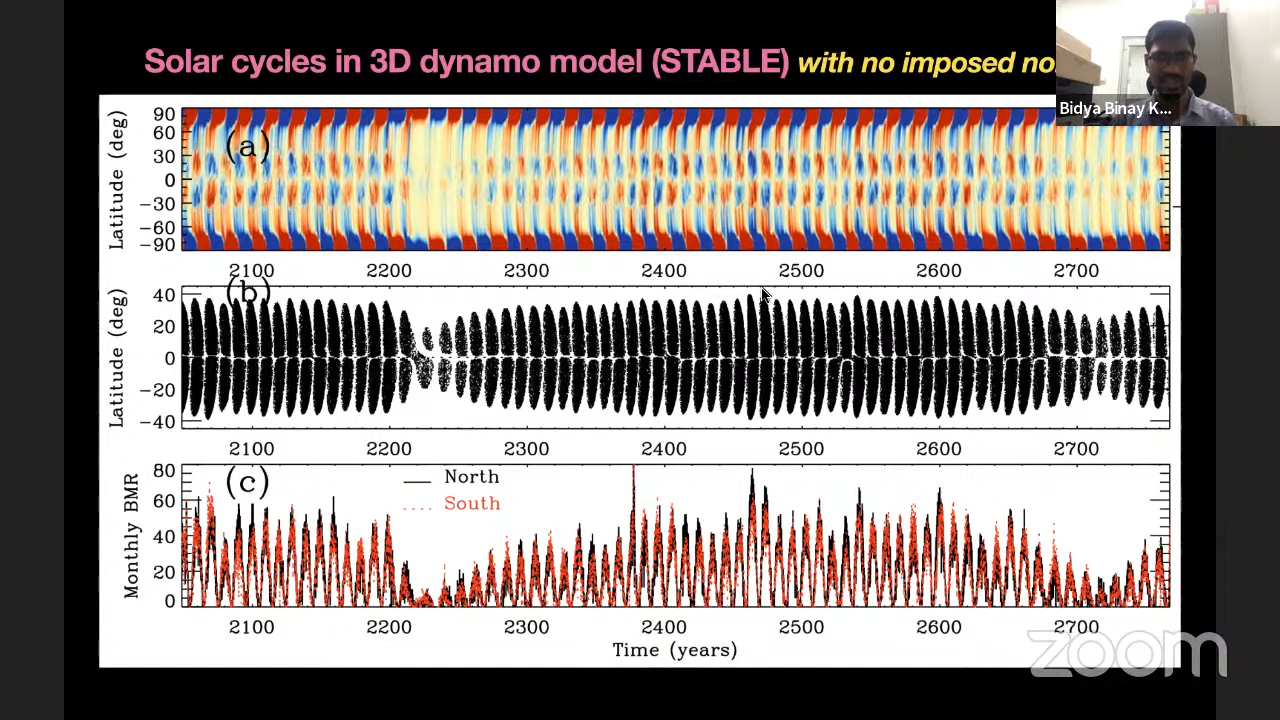 Solar cycles in 3D dynamo model (STABLE) with no imposed no
Bidya Binay K...
(a)
Latitude (deg)
90
60
30
0
−30
−60
−90
2100 2200 2300 2400 2500 2600 2700
(b)
Latitude (deg)
40
20
0
−20
−40
2100 2200 2300 2400 2500 2600 2700
(c)
North
South
Monthly BMR
80
60
40
20
0
2100 2200 2300 2400 2500 2600 2700
Time (years)
zoom